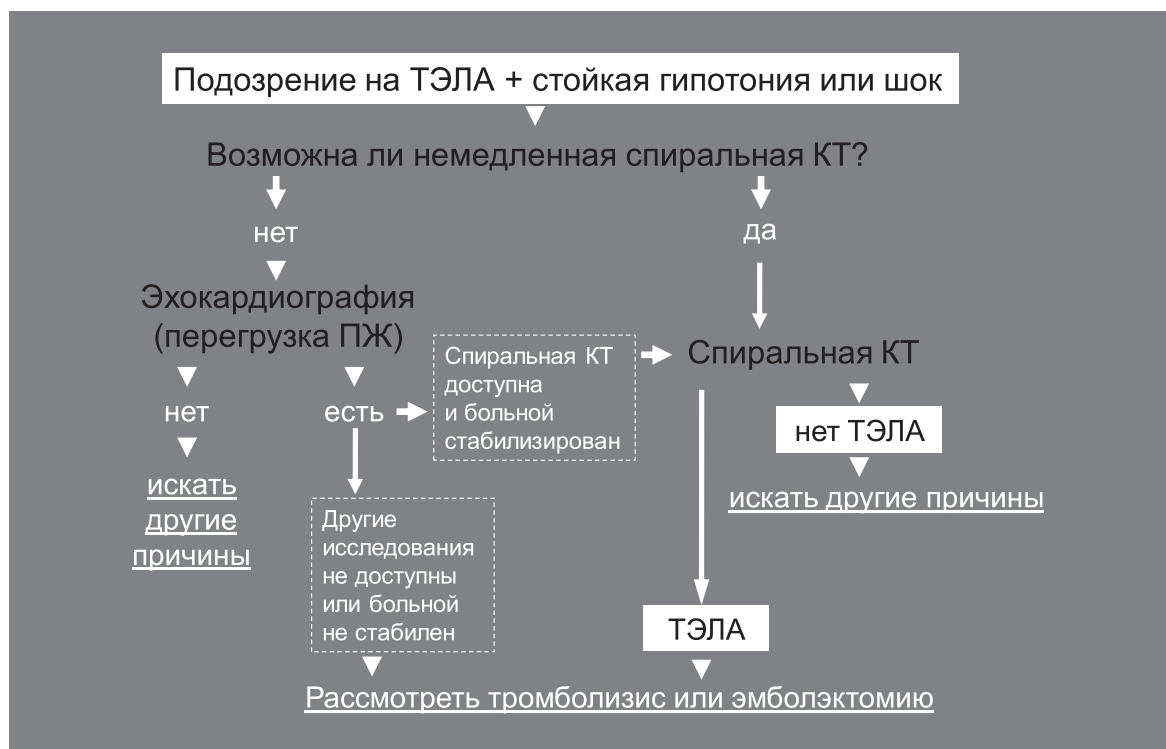 Подозрение на ТЭЛА + стойкая гипотония или шок
Возможна ли немедленная спиральная КТ?
нет
да
Эхокардиография
(перегрузка ПЖ)
Спиральная КТ
доступна
и больной
стабилизирован
Спиральная КТ
нет
есть
нет ТЭЛА
искать
другие
причины
искать другие причины
Другие
исследования
не доступны
или больной
не стабилен
ТЭЛА
Рассмотреть тромболизис или эмболэктомию